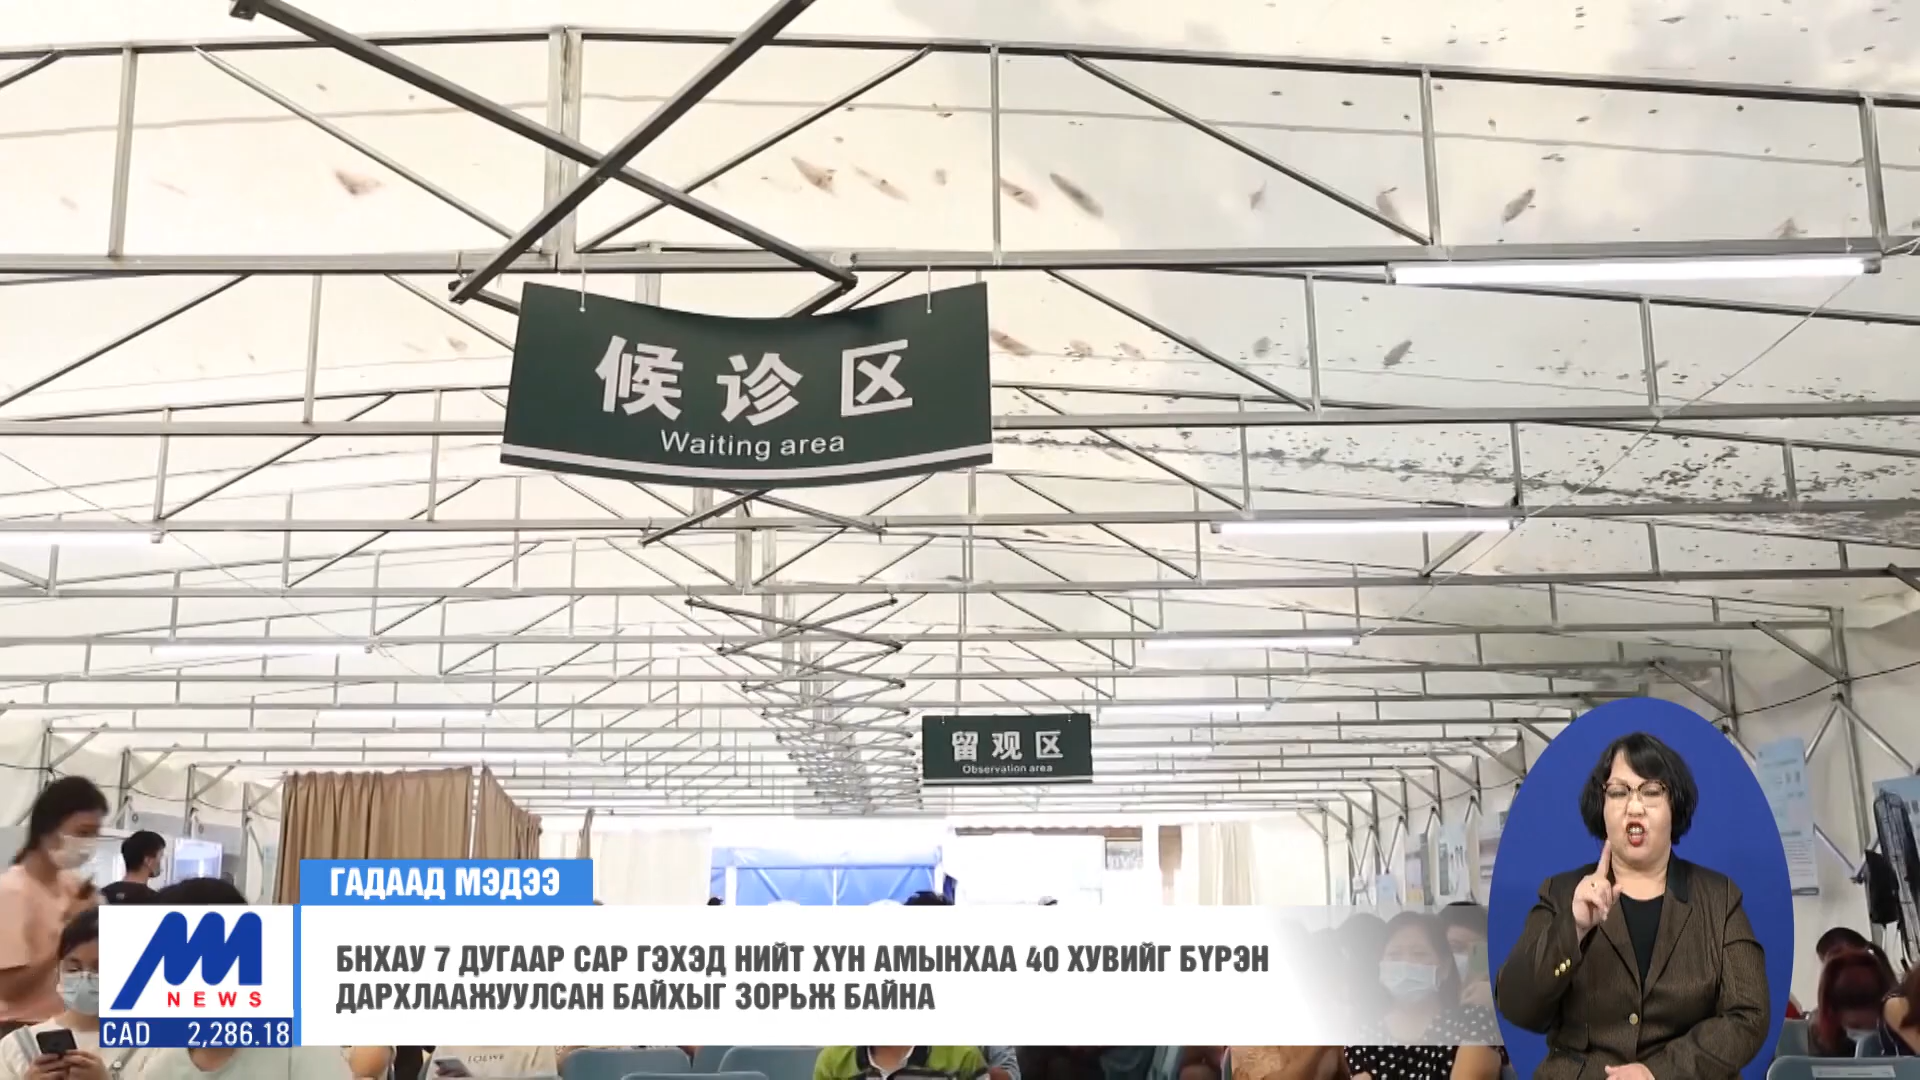 候诊区
Waiting area
留观区
Observation area
ГАДААД МЭДЭЭ
БНХАУ 7 ДУГААР САР ГЭХЭД НИЙТ ХҮН АМЫНХАА 40 ХУВИЙГ БҮРЭН
ДАРХЛААЖУУЛСАН БАЙХЫГ ЗОРЬЖ БАЙНА
NEWS
CAD 2,286.18
LOEWE